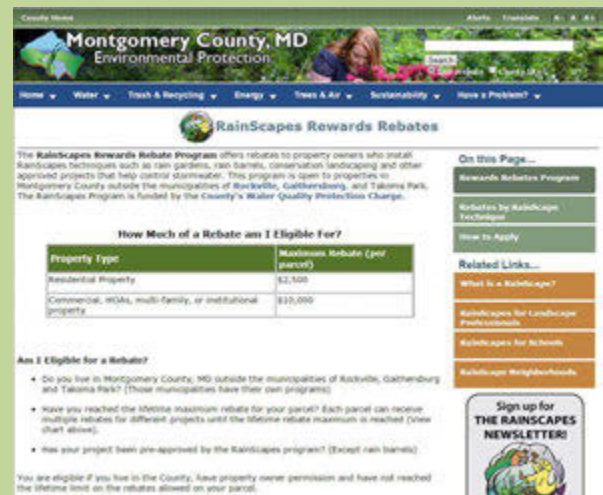 County Home
Alerts Translate A- A A+
Montgomery County, MD
Environmental Protection
Search
Home Water Trash & Recycling Energy Trees & Air Sustainability Have a Problem?
RainScapes Rewards Rebates
The RainScapes Rewards Rebate Program offers rebates to property owners who install
RainScapes techniques such as rain gardens, rain barrels, conservation landscaping and other
approved projects that help control stormwater. This program is open to properties in
Montgomery County outside the municipalities of Rockville, Gaithersburg, and Takoma Park.
The RainScapes Program is funded by the County's Water Quality Protection Charge.
How Much of a Rebate am I Eligible For?
Property Type Maximum Rebate (per
parcel)
Residential Property $2,500
Commercial, HOAs, multi-family, or institutional
property $10,000
Am I Eligible for a Rebate?
Do you live in Montgomery County, MD outside the municipalities of Rockville, Gaithersburg
and Takoma Park? (Those municipalities have their own programs)
Have you reached the lifetime maximum rebate for your parcel? Each parcel can receive
multiple rebates for different projects until the lifetime rebate maximum is reached (View
chart above).
Has your project been pre-approved by the RainScapes program? (Except rain barrels)
You are eligible if you live in the County, have property owner permission and have not reached
the lifetime limit on the rebates allowed on your parcel.
On this Page...
Rewards Rebates Program
Rebates by RainScape
Technique
How to Apply
Related Links...
What is a RainScape?
RainScapes for Landscape
Professionals
RainScapes for Schools
RainScape Neighborhoods
Sign up for
THE RAINSCAPES
NEWSLETTER!